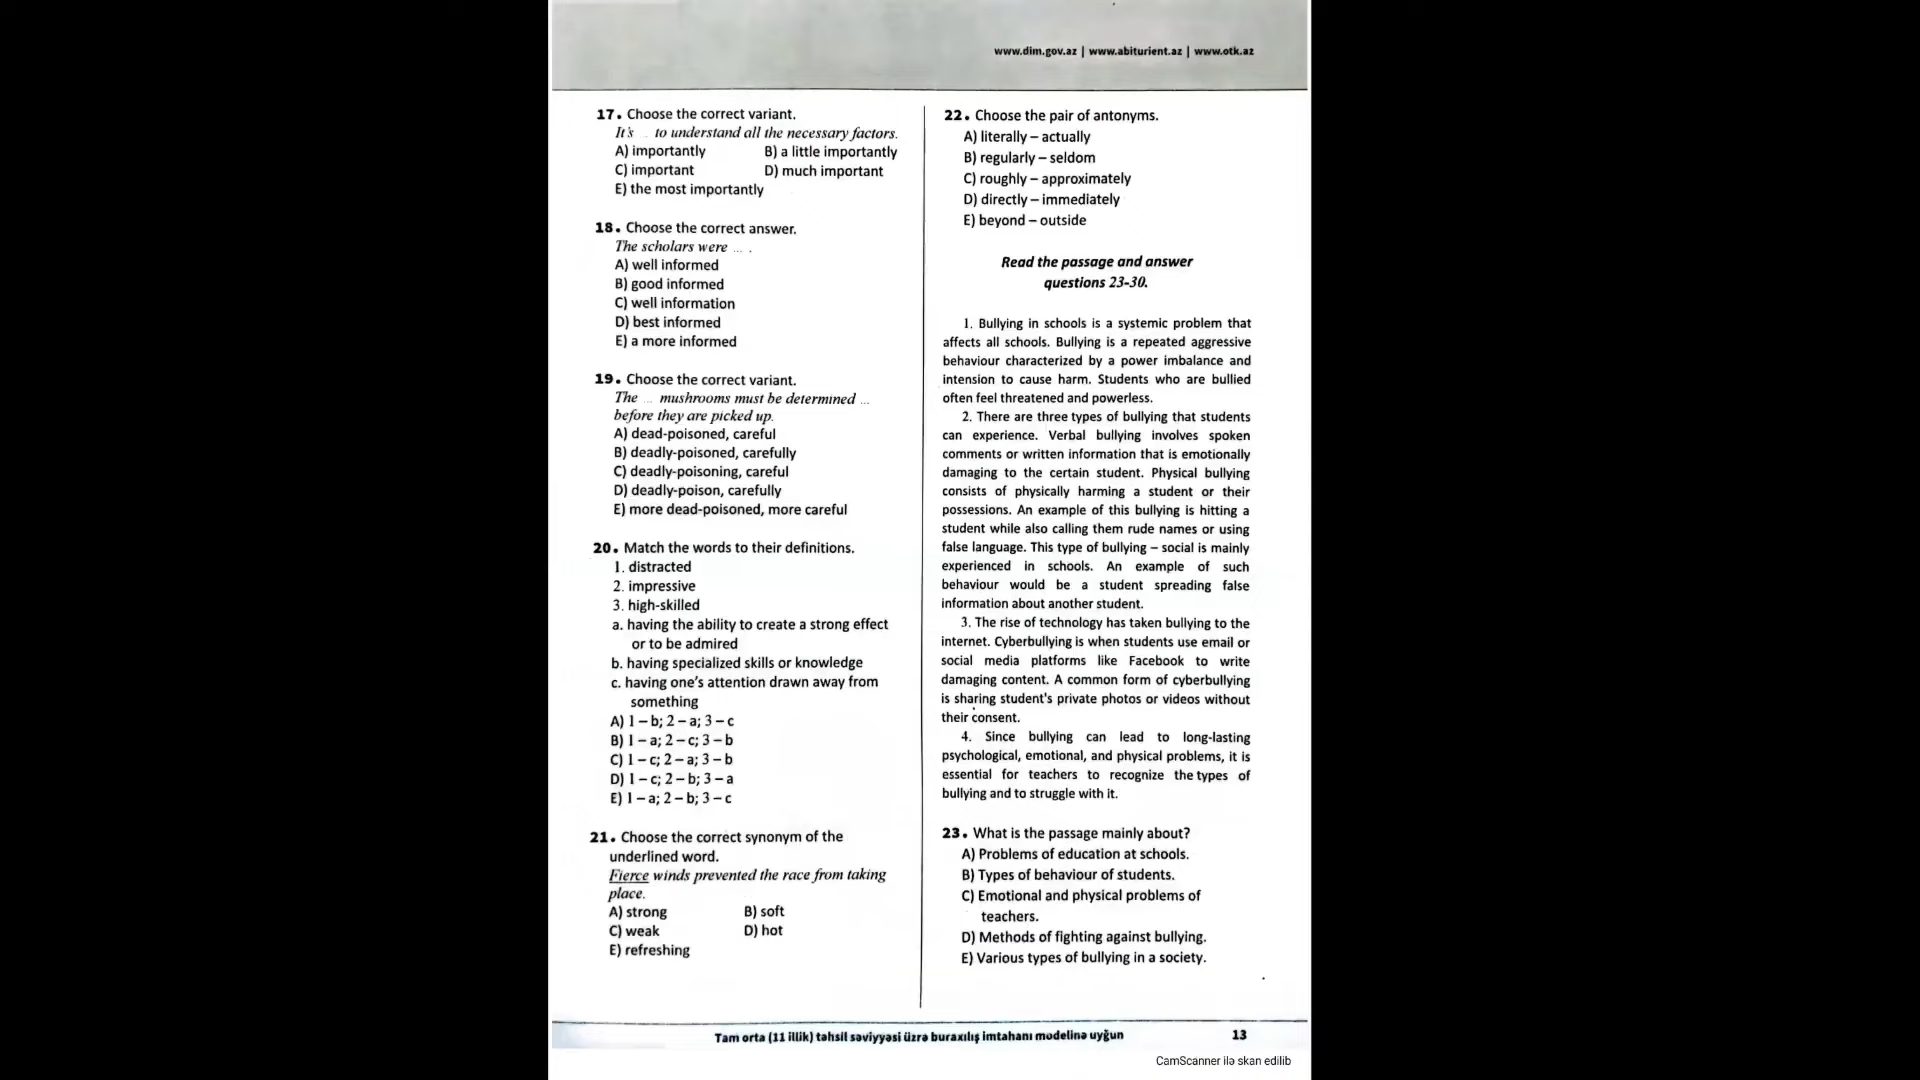 www.dim.gov.az | www.abiturient.az | www.otk.az
17. Choose the correct variant.
It's ... to understand all the necessary factors.
A) importantly B) a little importantly
C) important D) much important
E) the most importantly
18. Choose the correct answer.
The scholars were ... .
A) well informed
B) good informed
C) well information
D) best informed
E) a more informed
19. Choose the correct variant.
The ... mushrooms must be determined ...
before they are picked up.
A) dead-poisoned, careful
B) deadly-poisoned, carefully
C) deadly-poisoning, careful
D) deadly-poison, carefully
E) more dead-poisoned, more careful
20. Match the words to their definitions.
1. distracted
2. impressive
3. high-skilled
a. having the ability to create a strong effect
or to be admired
b. having specialized skills or knowledge
c. having one's attention drawn away from
something
A) 1 – b; 2 – a; 3 – c
B) 1 – a; 2 – c; 3 – b
C) 1 – c; 2 – a; 3 – b
D) 1 – c; 2 – b; 3 – a
E) 1 – a; 2 – b; 3 – c
21. Choose the correct synonym of the
underlined word.
Fierce winds prevented the race from taking
place.
A) strong B) soft
C) weak D) hot
E) refreshing
22. Choose the pair of antonyms.
A) literally – actually
B) regularly – seldom
C) roughly – approximately
D) directly – immediately
E) beyond – outside
Read the passage and answer
questions 23-30.
1. Bullying in schools is a systemic problem that
affects all schools. Bullying is a repeated aggressive
behaviour characterized by a power imbalance and
intension to cause harm. Students who are bullied
often feel threatened and powerless.
2. There are three types of bullying that students
can experience. Verbal bullying involves spoken
comments or written information that is emotionally
damaging to the certain student. Physical bullying
consists of physically harming a student or their
possessions. An example of this bullying is hitting a
student while also calling them rude names or using
false language. This type of bullying – social is mainly
experienced in schools. An example of such
behaviour would be a student spreading false
information about another student.
3. The rise of technology has taken bullying to the
internet. Cyberbullying is when students use email or
social media platforms like Facebook to write
damaging content. A common form of cyberbullying
is sharing student's private photos or videos without
their consent.
4. Since bullying can lead to long-lasting
psychological, emotional, and physical problems, it is
essential for teachers to recognize the types of
bullying and to struggle with it.
23. What is the passage mainly about?
A) Problems of education at schools.
B) Types of behaviour of students.
C) Emotional and physical problems of
teachers.
D) Methods of fighting against bullying.
E) Various types of bullying in a society.
Tam orta (11 illik) təhsil səviyyəsi üzrə buraxılış imtahanı modelinə uyğun 13
CamScanner ilə skan edilib